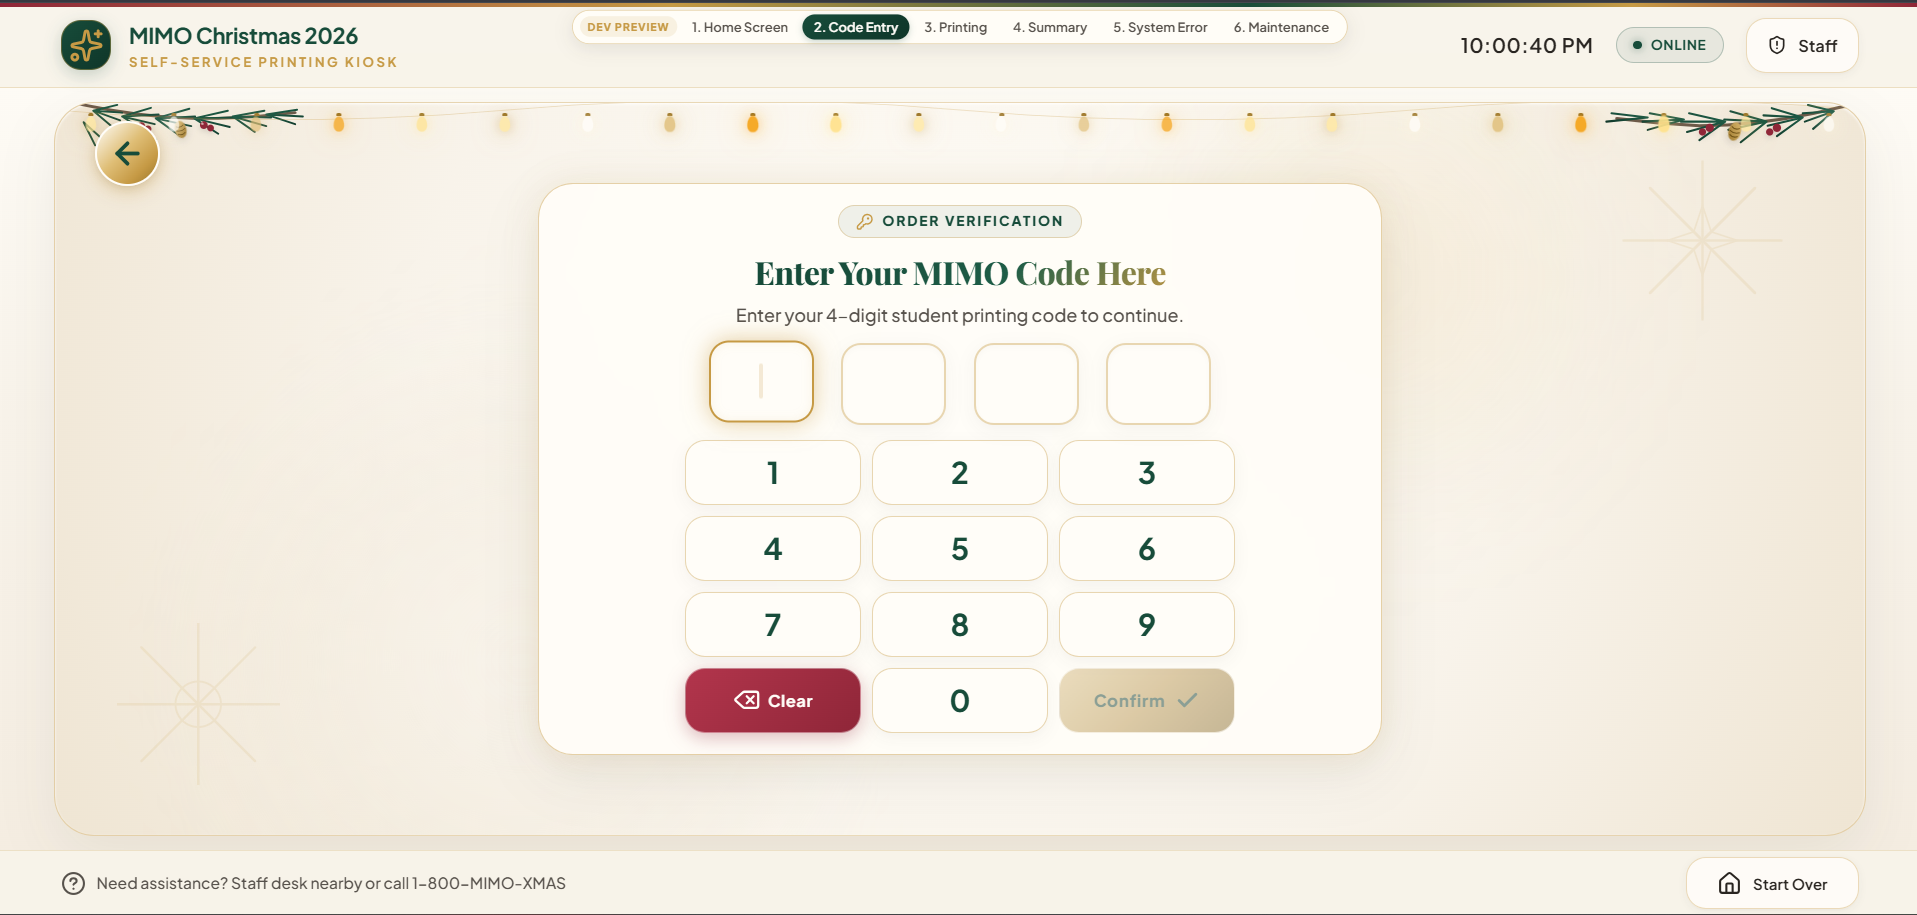 MIMO Christmas 2026
SELF-SERVICE PRINTING KIOSK
DEV PREVIEW
1. Home Screen
2. Code Entry
3. Printing
4. Summary
5. System Error
6. Maintenance
10:00:40 PM
ONLINE
Staff
ORDER VERIFICATION
Enter Your MIMO Code Here
Enter your 4-digit student printing code to continue.
1
2
3
4
5
6
7
8
9
Clear
0
Confirm
Need assistance? Staff desk nearby or call 1-800-MIMO-XMAS
Start Over